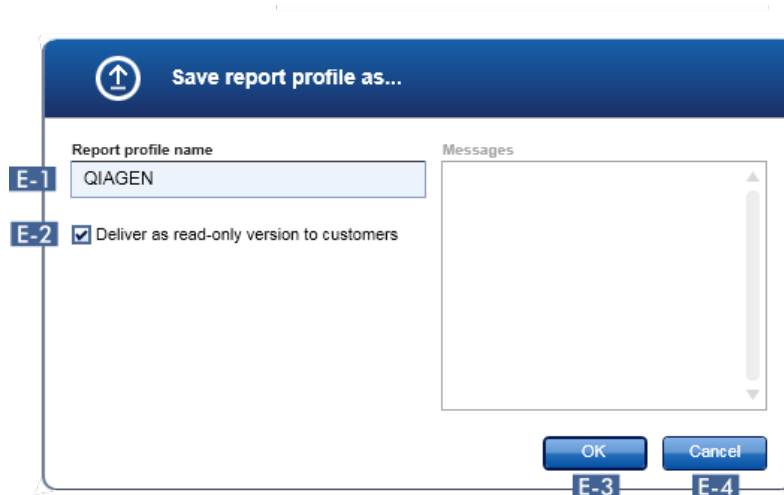 Save report profile as...
Report profile name
Messages
E-1
QIAGEN
E-2
Deliver as read-only version to customers
OK
Cancel
E-3
E-4